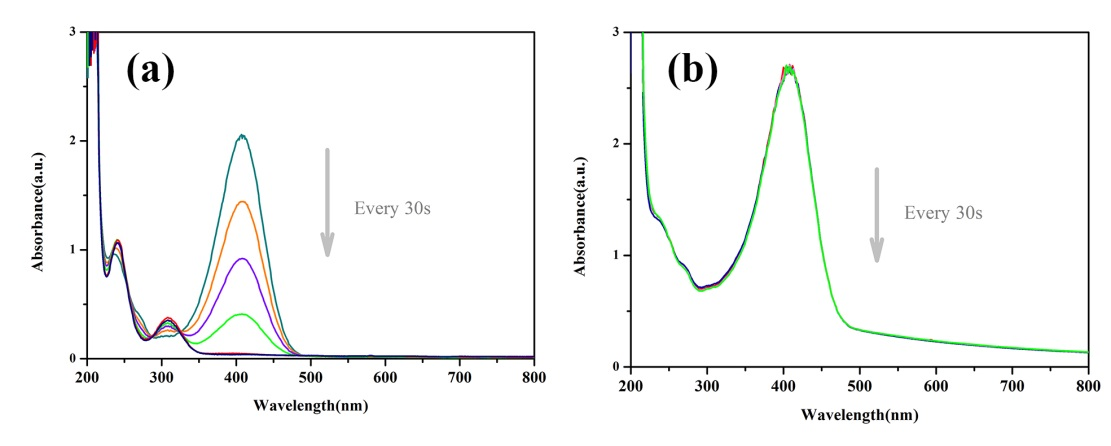 (a)
3
2
1
0
Absorbance(a.u.)
Every 30s
200 300 400 500 600 700 800
Wavelength(nm)
(b)
3
2
1
0
Absorbance(a.u.)
Every 30s
200 300 400 500 600 700 800
Wavelength(nm)